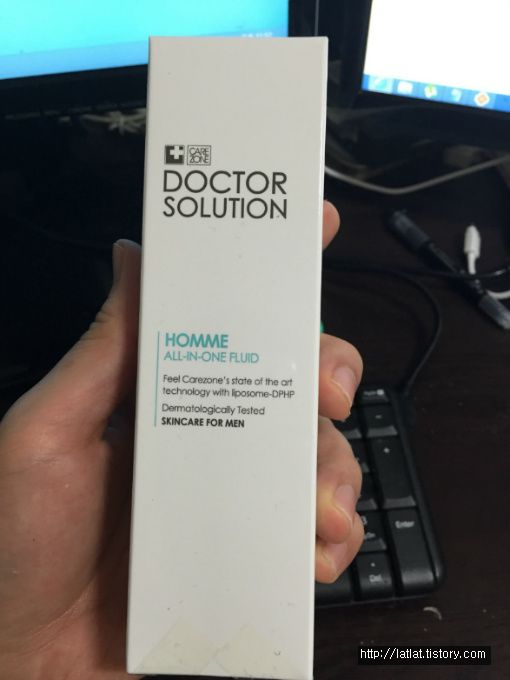 CARE
ZONE
DOCTOR
SOLUTION
HOMME
ALL-IN-ONE FLUID
Feel Carezone's state of the art
technology with liposome-DPHP
Dermatologically Tested
SKINCARE FOR MEN
Enter
Del
http://latlat.tistory.com